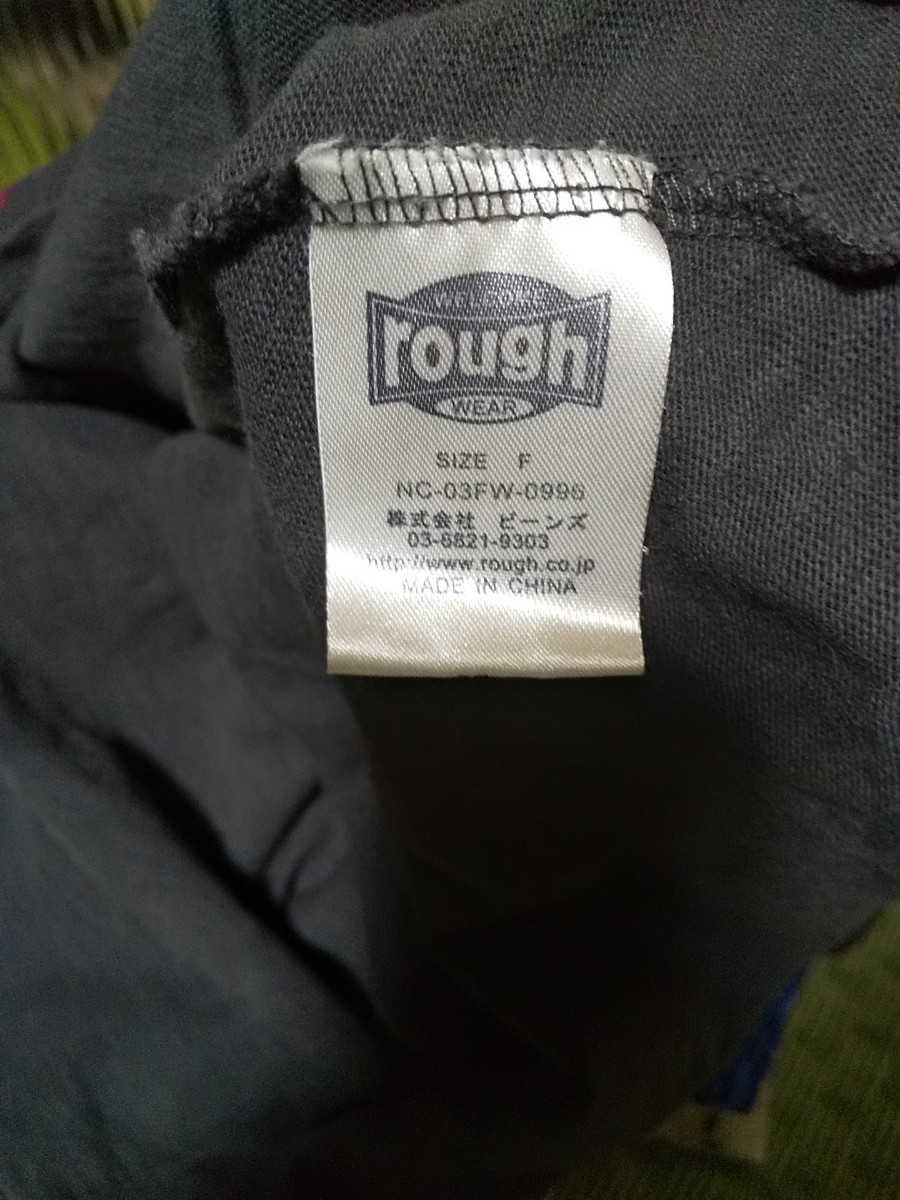 WELCOME
rough
WEAR
SIZE F
NC-03FW-0996
株式会社 ビーンズ
03-6821-9303
http://www.rough.co.jp
MADE IN CHINA